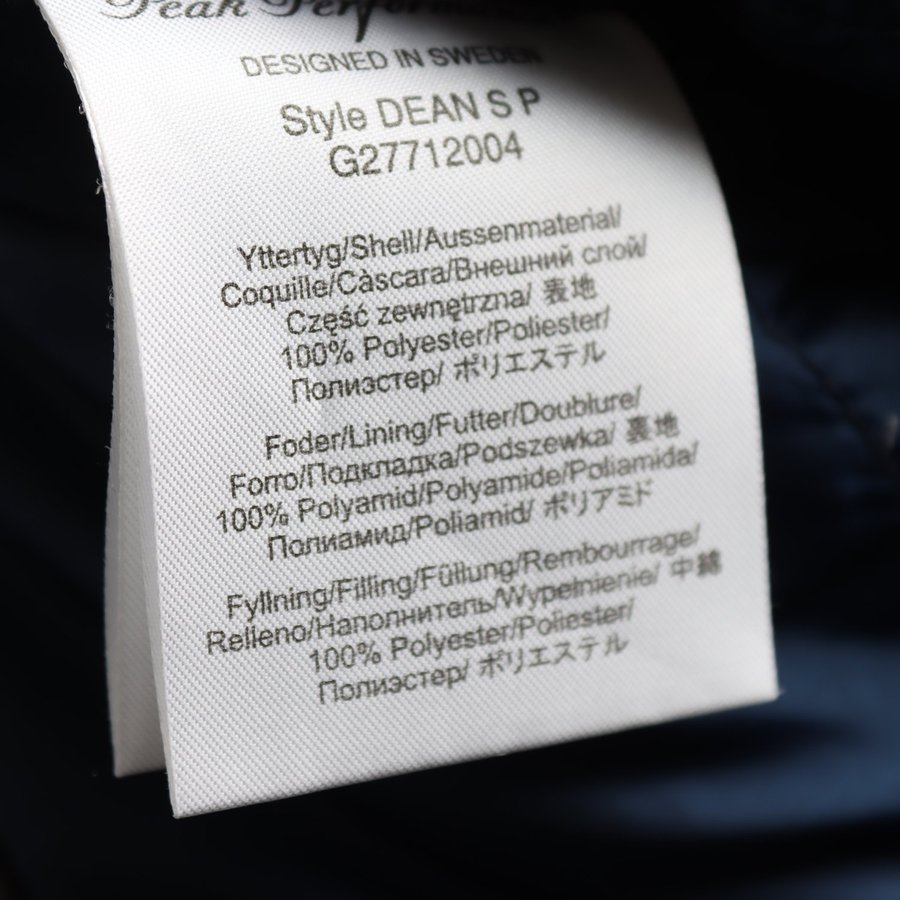 Peak Performance
DESIGNED IN SWEDEN
Style DEAN S P
G27712004
Yttertyg/Shell/Aussenmaterial/
Coquille/Càscara/Внешний слой/
Część zewnętrzna/ 表地
100% Polyester/Poliester/
Полиэстер/ ポリエステル
Foder/Lining/Futter/Doublure/
Forro/Подкладка/Podszewka/ 裏地
100% Polyamid/Polyamide/Poliamida/
Полиамид/Poliamid/ ポリアミド
Fyllning/Filling/Füllung/Rembourrage/
Relleno/Наполнитель/Wypełnienie/ 中綿
100% Polyester/Poliester/
Полиэстер/ ポリエステル